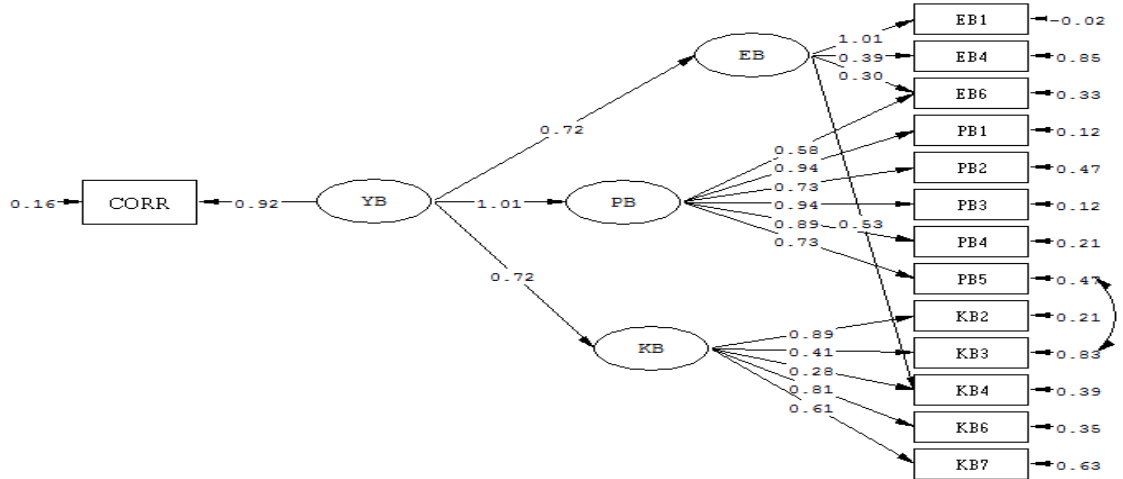 EB1 -0.02
1.01
EB EB4 0.85
0.39
0.30
EB6 0.33
0.72
PB1 0.12
0.58
0.94
PB2 0.47
0.73
0.16 CORR 0.92 YB 1.01 PB 0.94 PB3 0.12
0.89 0.53
PB4 0.21
0.73
PB5 0.47
0.72
KB2 0.21
0.89
KB KB3 0.83
0.41
0.28
KB4 0.39
0.81
0.61
KB6 0.35
KB7 0.63